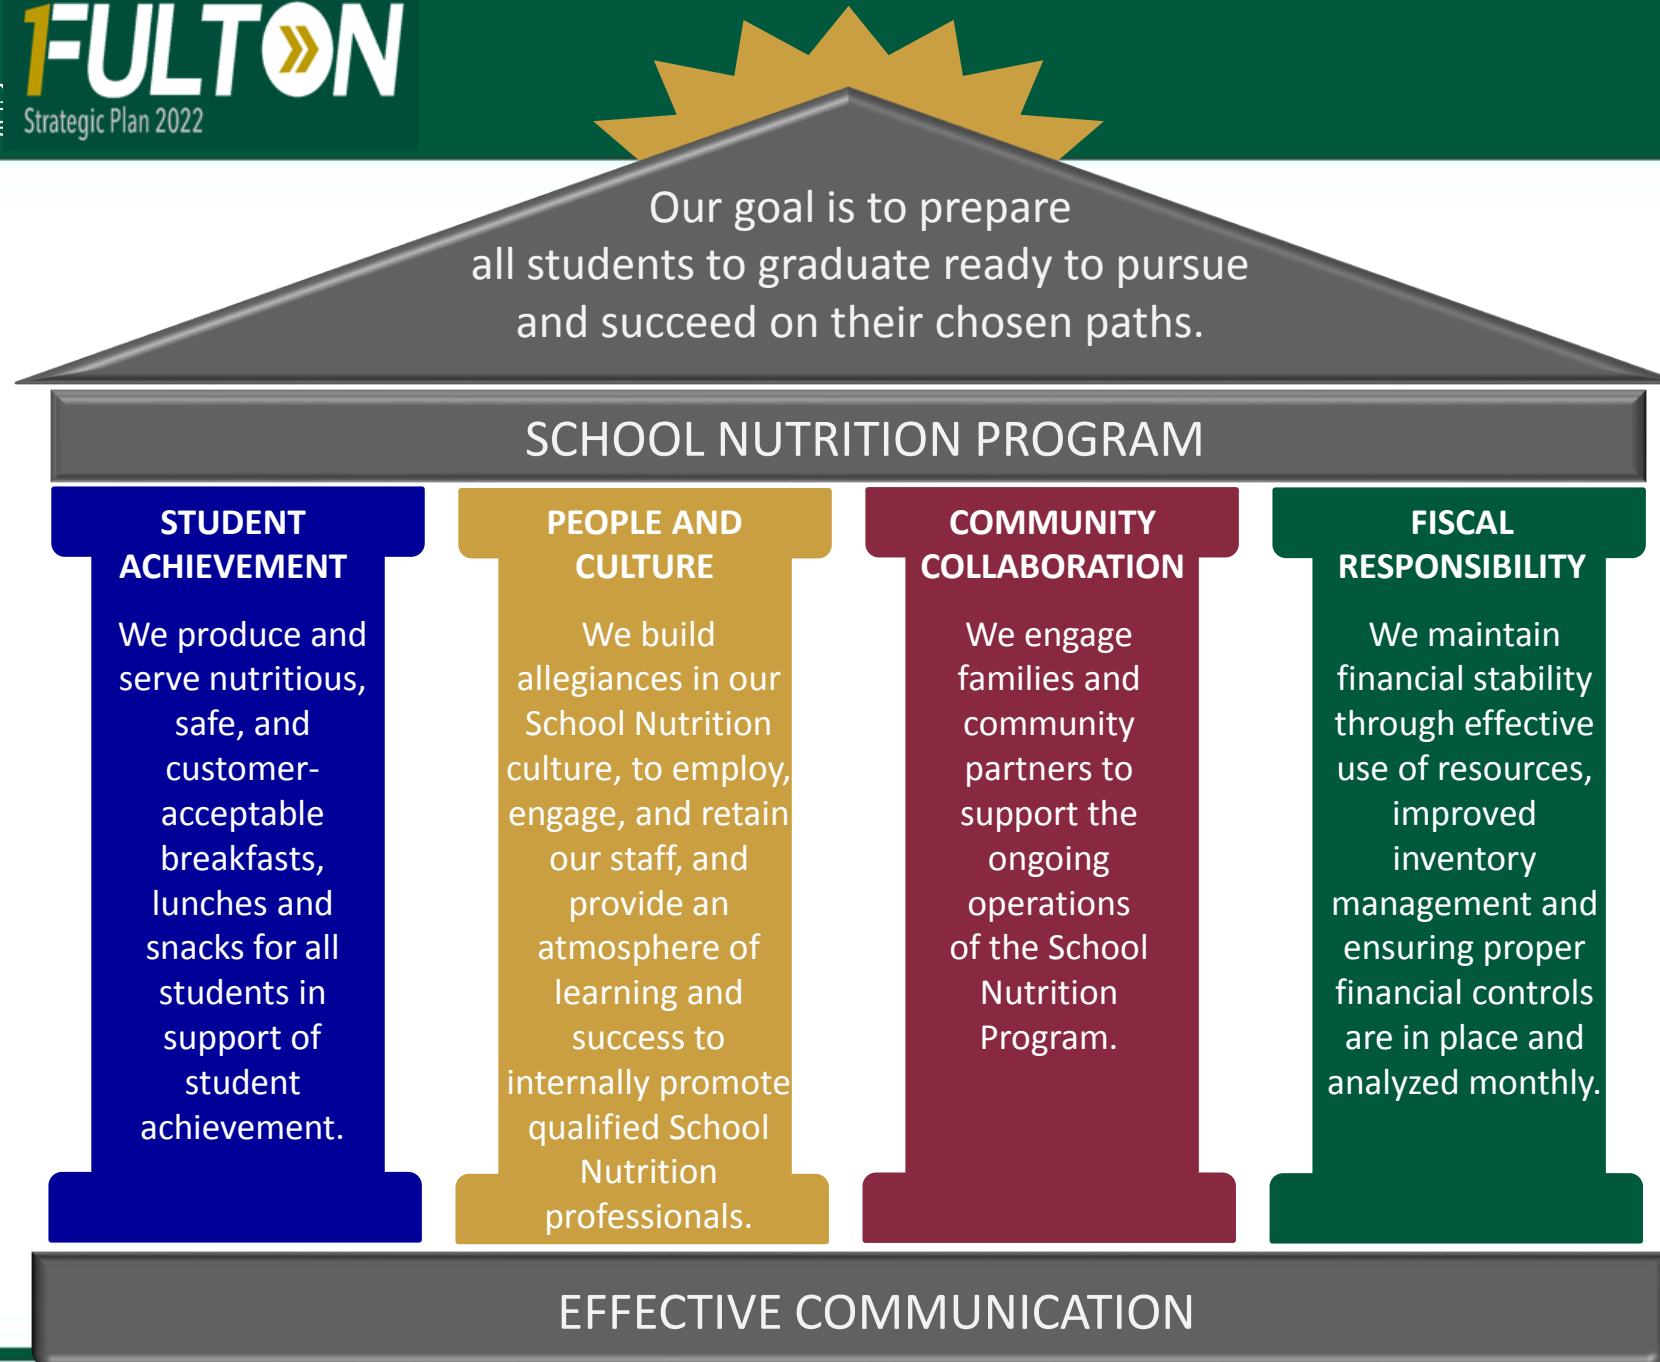 1FULTON
Strategic Plan 2022
Our goal is to prepare
all students to graduate ready to pursue
and succeed on their chosen paths.
SCHOOL NUTRITION PROGRAM
STUDENT
ACHIEVEMENT
We produce and
serve nutritious,
safe, and
customer-
acceptable
breakfasts,
lunches and
snacks for all
students in
support of
student
achievement.
PEOPLE AND
CULTURE
We build
allegiances in our
School Nutrition
culture, to employ,
engage, and retain
our staff, and
provide an
atmosphere of
learning and
success to
internally promote
qualified School
Nutrition
professionals.
COMMUNITY
COLLABORATION
We engage
families and
community
partners to
support the
ongoing
operations
of the School
Nutrition
Program.
FISCAL
RESPONSIBILITY
We maintain
financial stability
through effective
use of resources,
improved
inventory
management and
ensuring proper
financial controls
are in place and
analyzed monthly.
EFFECTIVE COMMUNICATION